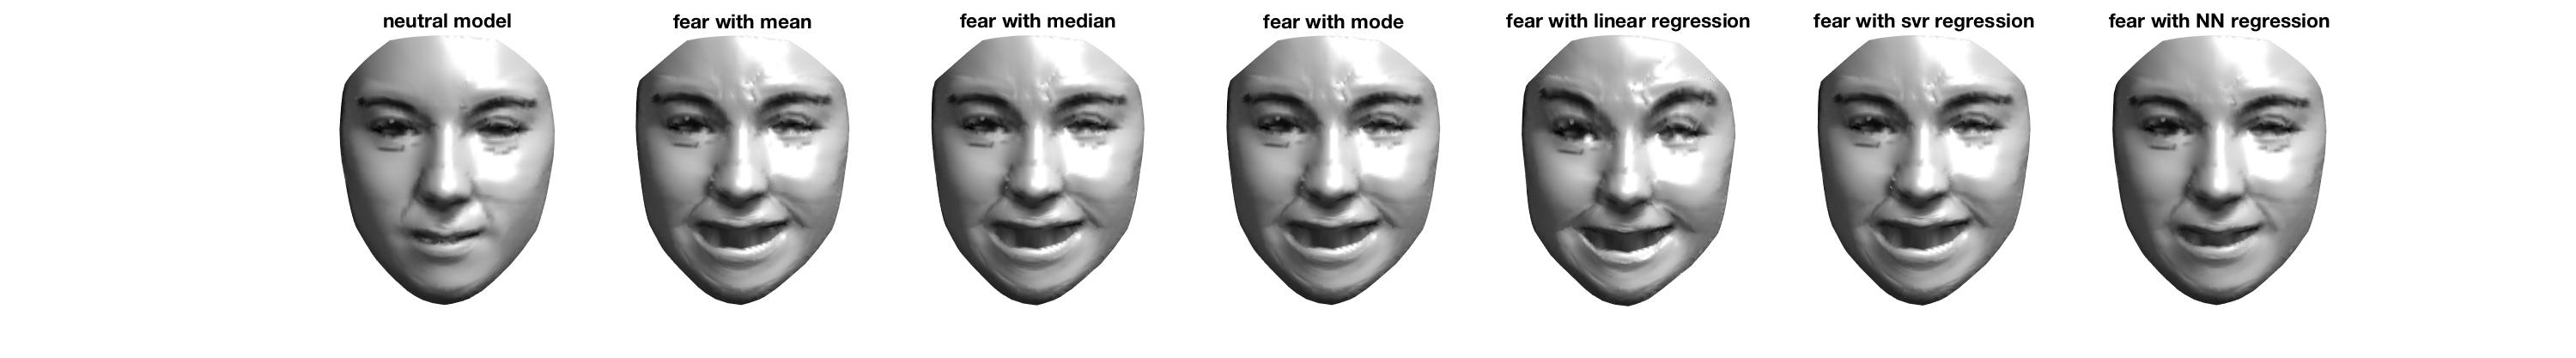 neutral model
fear with mean
fear with median
fear with mode
fear with linear regression
fear with svr regression
fear with NN regression